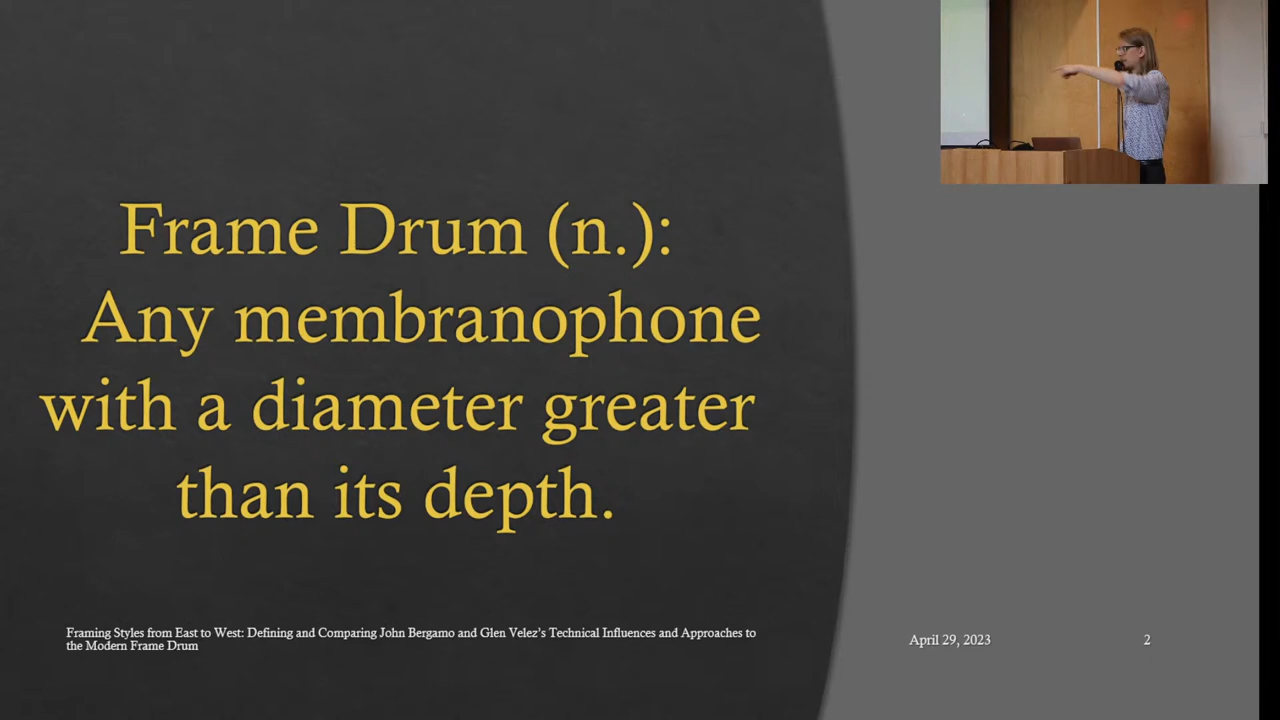 Frame Drum (n.):
Any membranophone
with a diameter greater
than its depth.
Framing Styles from East to West: Defining and Comparing John Bergamo and Glen Velez's Technical Influences and Approaches to
the Modern Frame Drum
April 29, 2023
2